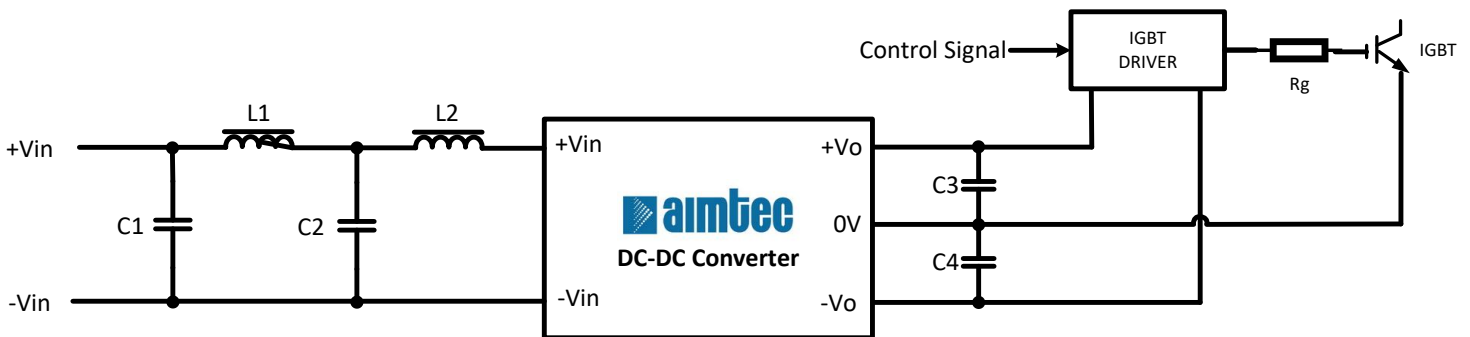 Control Signal
IGBT
DRIVER
Rg
IGBT
L1
L2
+Vin
C1
C2
-Vin
+Vin
aimtec
DC-DC Converter
-Vin
+Vo
0V
-Vo
C3
C4